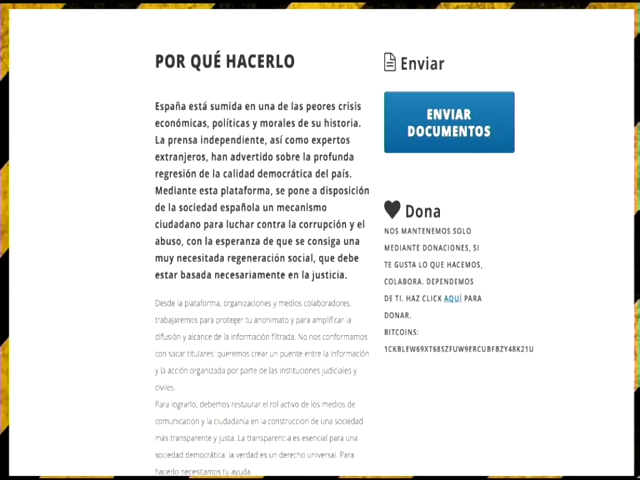 POR QUÉ HACERLO
España está sumida en una de las peores crisis
económicas, políticas y morales de su historia.
La prensa independiente, así como expertos
extranjeros, han advertido sobre la profunda
regresión de la calidad democrática del país.
Mediante esta plataforma, se pone a disposición
de la sociedad española un mecanismo
ciudadano para luchar contra la corrupción y el
abuso, con la esperanza de que se consiga una
muy necesitada regeneración social, que debe
estar basada necesariamente en la justicia.
Desde la plataforma, organizaciones y medios colaboradores,
trabajaremos para proteger tu anonimato y para amplificar la
difusión y alcance de la información filtrada. No nos conformamos
con sacar titulares, queremos crear un puente entre la información
y la acción organizada por parte de las instituciones judiciales y
civiles.
Para lograrlo, debemos restaurar el rol activo de los medios de
comunicación y la ciudadanía en la construcción de una sociedad
más transparente y justa. La transparencia es esencial para una
sociedad democrática: la verdad es un derecho universal. Para
hacerlo necesitamos tu ayuda.
Enviar
ENVIAR
DOCUMENTOS
Dona
NOS MANTENEMOS SOLO
MEDIANTE DONACIONES, SI
TE GUSTA LO QUE HACEMOS,
COLABORA. DEPENDEMOS
DE TI. HAZ CLICK AQUÍ PARA
DONAR.
BITCOINS: